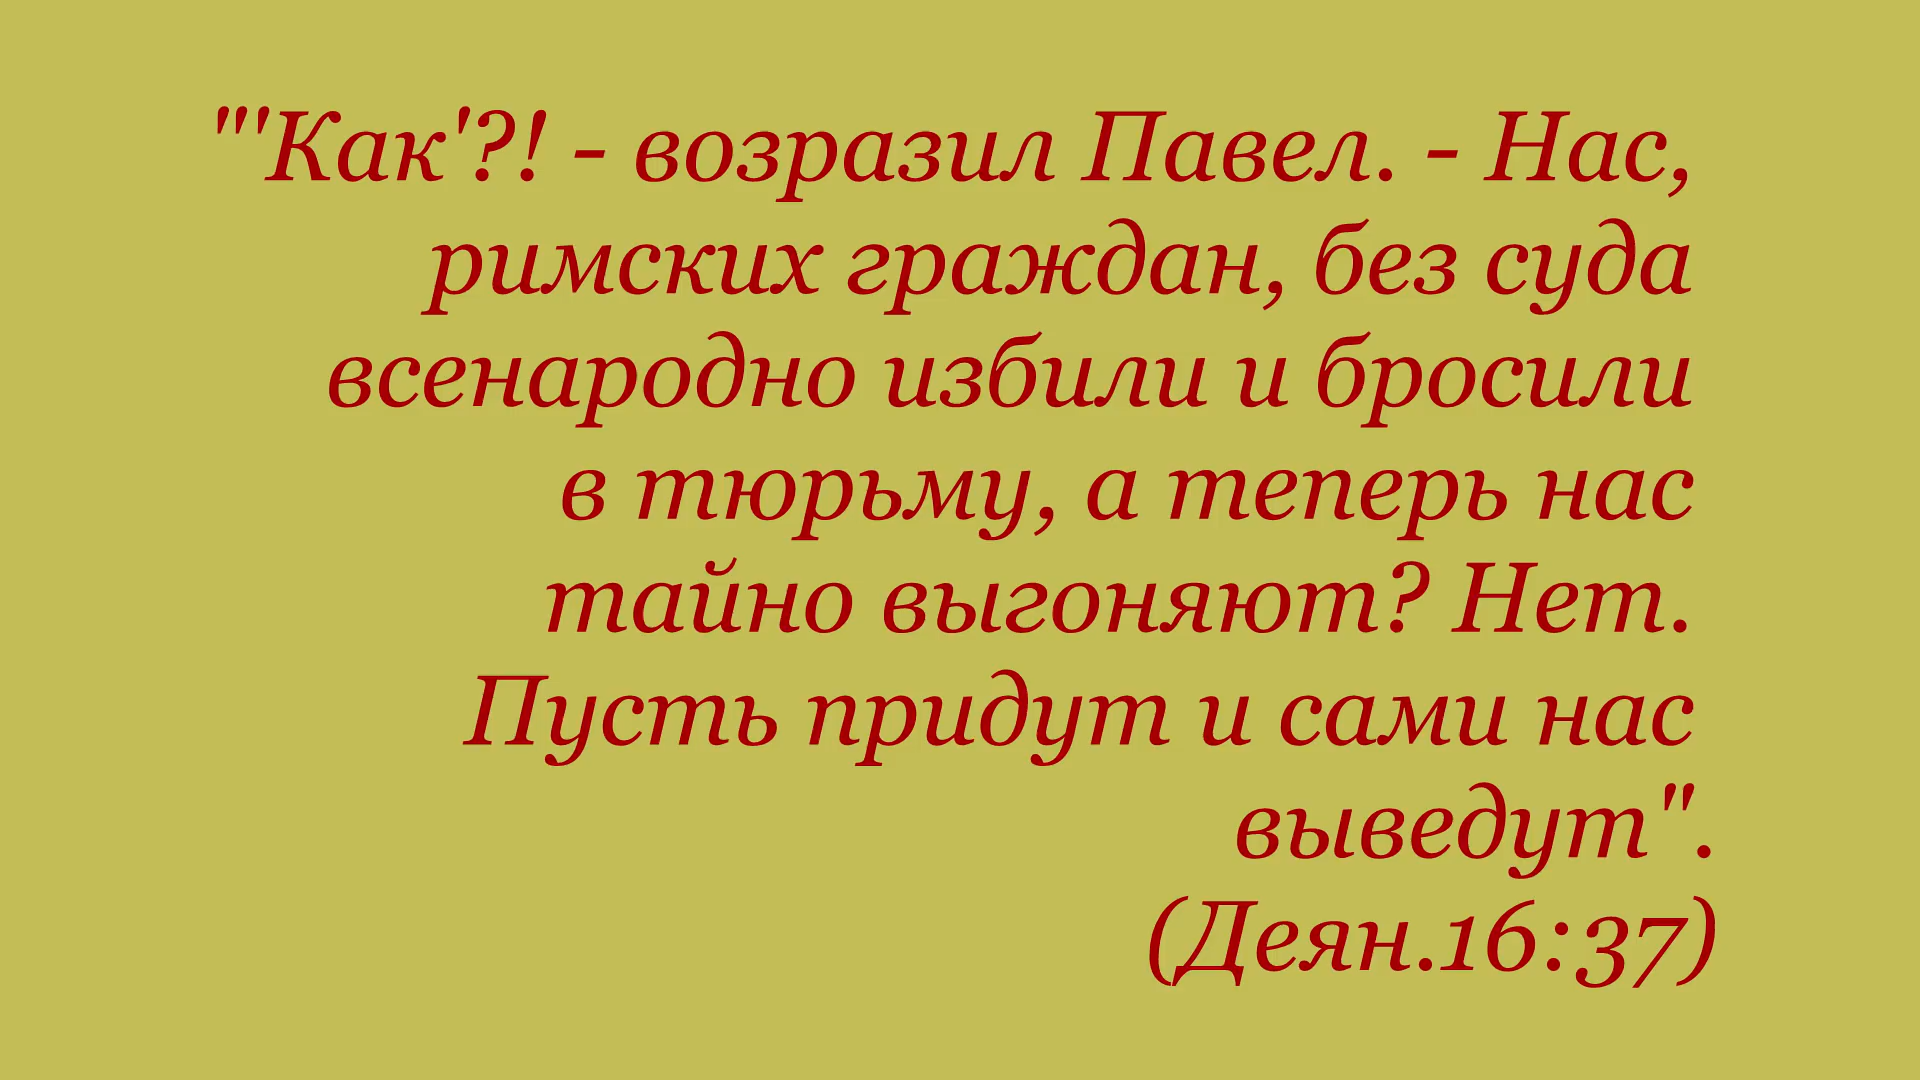 "'Как'?! - возразил Павел. - Нас,
римских граждан, без суда
всенародно избили и бросили
в тюрьму, а теперь нас
тайно выгоняют? Нет.
Пусть придут и сами нас
выведут".
(Деян.16:37)